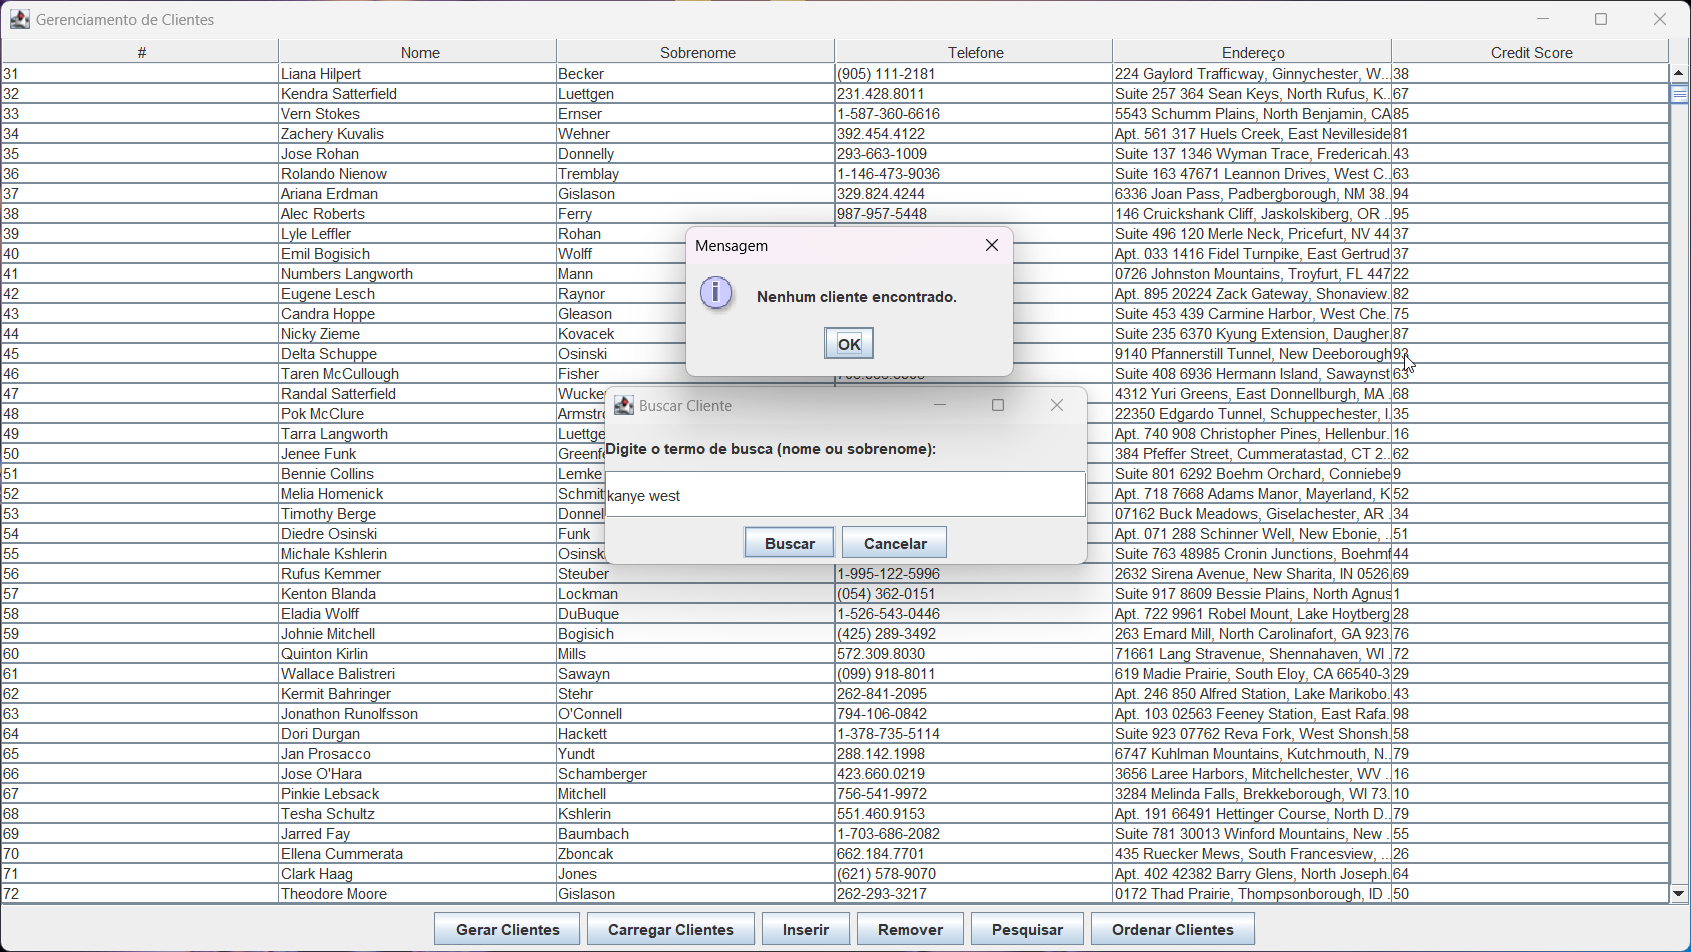 Gerenciamento de Clientes
# Nome Sobrenome Telefone Endereço Credit Score
31 Liana Hilpert Becker (905) 111-2181 224 Gaylord Trafficway, Ginnychester, W... 38
32 Kendra Satterfield Luettgen 231.428.8011 Suite 257 364 Sean Keys, North Rufus, K... 67
33 Vern Stokes Ernser 1-587-360-6616 5543 Schumm Plains, North Benjamin, CA 85
34 Zachery Kuvalis Wehner 392.454.4122 Apt. 561 317 Huels Creek, East Nevilleside 81
35 Jose Rohan Donnelly 293-663-1009 Suite 137 1346 Wyman Trace, Fredericah. 43
36 Rolando Nienow Tremblay 1-146-473-9036 Suite 163 47671 Leannon Drives, West C.. 63
37 Ariana Erdman Gislason 329.824.4244 6336 Joan Pass, Padbergborough, NM 38.. 94
38 Alec Roberts Ferry 987-957-5448 146 Cruickshank Cliff, Jaskolskiberg, OR .. 95
39 Lyle Leffler Rohan Suite 496 120 Merle Neck, Pricefurt, NV 44 37
40 Emil Bogisich Wolff Apt. 033 1416 Fidel Turnpike, East Gertrud 37
41 Numbers Langworth Mann 0726 Johnston Mountains, Troyfurt, FL 447 22
42 Eugene Lesch Raynor Apt. 895 20224 Zack Gateway, Shonaview. 82
43 Candra Hoppe Gleason Suite 453 439 Carmine Harbor, West Che. 75
44 Nicky Zieme Kovacek Suite 235 6370 Kyung Extension, Daugher 87
45 Delta Schuppe Osinski 9140 Pfannerstill Tunnel, New Deeborough 93
46 Taren McCullough Fisher Suite 408 6936 Hermann Island, Sawaynst 63
47 Randal Satterfield Wucke 4312 Yuri Greens, East Donnellburgh, MA . 68
48 Pok McClure Armstr 22350 Edgardo Tunnel, Schuppechester, I. 35
49 Tarra Langworth Luettge Apt. 740 908 Christopher Pines, Hellenbur. 16
50 Jenee Funk Greenf 384 Pfeffer Street, Cummeratastad, CT 2.. 62
51 Bennie Collins Lemke Suite 801 6292 Boehm Orchard, Conniebe 9
52 Melia Homenick Schmit Apt. 718 7668 Adams Manor, Mayerland, K 52
53 Timothy Berge Donnel 07162 Buck Meadows, Giselachester, AR . 34
54 Diedre Osinski Funk Apt. 071 288 Schinner Well, New Ebonie, .. 51
55 Michale Kshlerin Osinsk Suite 763 48985 Cronin Junctions, Boehmf 44
56 Rufus Kemmer Steuber 1-995-122-5996 2632 Sirena Avenue, New Sharita, IN 0526 69
57 Kenton Blanda Lockman (054) 362-0151 Suite 917 8609 Bessie Plains, North Agnus 1
58 Eladia Wolff DuBuque 1-526-543-0446 Apt. 722 9961 Robel Mount, Lake Hoytberg 28
59 Johnie Mitchell Bogisich (425) 289-3492 263 Emard Mill, North Carolinafort, GA 923 76
60 Quinton Kirlin Mills 572.309.8030 71661 Lang Stravenue, Shennahaven, WI . 72
61 Wallace Balistreri Sawayn (099) 918-8011 619 Madie Prairie, South Eloy, CA 66540-3 29
62 Kermit Bahringer Stehr 262-841-2095 Apt. 246 850 Alfred Station, Lake Marikobo. 43
63 Jonathon Runolfsson O'Connell 794-106-0842 Apt. 103 02563 Feeney Station, East Rafa. 98
64 Dori Durgan Hackett 1-378-735-5114 Suite 923 07762 Reva Fork, West Shonsh. 58
65 Jan Prosacco Yundt 288.142.1998 6747 Kuhlman Mountains, Kutchmouth, N.. 79
66 Jose O'Hara Schamberger 423.660.0219 3656 Laree Harbors, Mitchellchester, WV .. 16
67 Pinkie Lebsack Mitchell 756-541-9972 3284 Melinda Falls, Brekkeborough, WI 73. 10
68 Tesha Schultz Kshlerin 551.460.9153 Apt. 191 66491 Hettinger Course, North D.. 79
69 Jarred Fay Baumbach 1-703-686-2082 Suite 781 30013 Winford Mountains, New . 55
70 Ellena Cummerata Zboncak 662.184.7701 435 Ruecker Mews, South Francesview, ... 26
71 Clark Haag Jones (621) 578-9070 Apt. 402 42382 Barry Glens, North Joseph. 64
72 Theodore Moore Gislason 262-293-3217 0172 Thad Prairie, Thompsonborough, ID . 50
Mensagem
Nenhum cliente encontrado.
OK
Buscar Cliente
Digite o termo de busca (nome ou sobrenome):
kanye west
Buscar Cancelar
Gerar Clientes Carregar Clientes Inserir Remover Pesquisar Ordenar Clientes